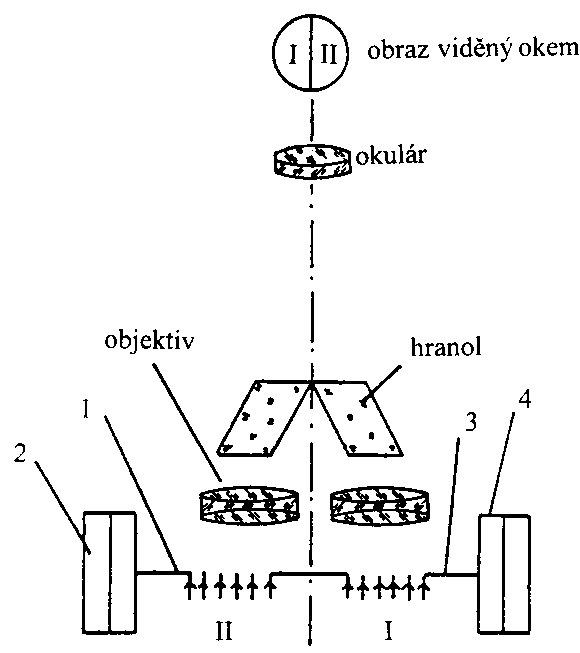 I II
obraz viděný okem
okulár
objektiv
hranol
1
2
3
4
II
I